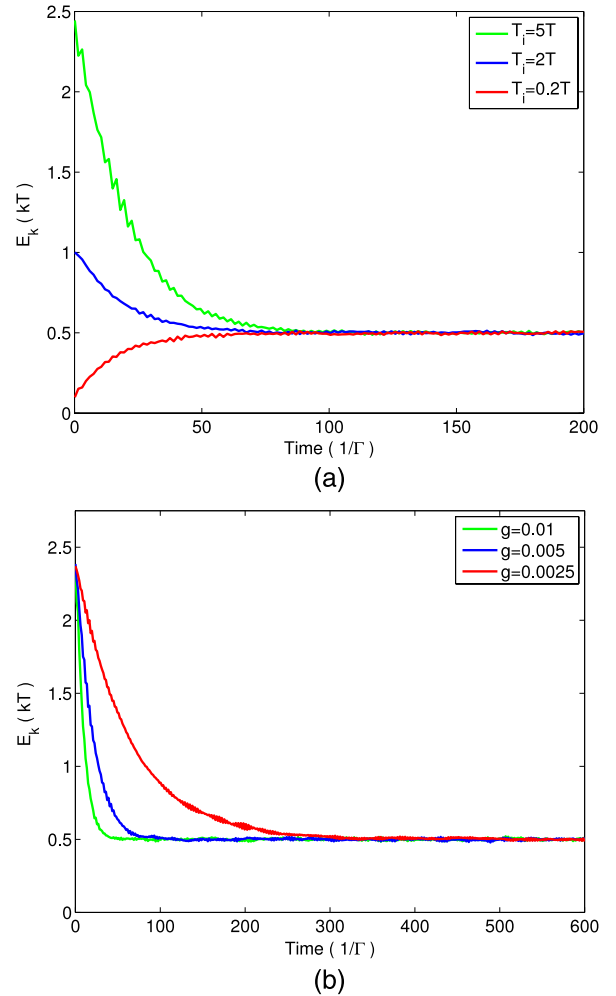 2.5
2
1.5
1
0.5
0
E_k ( kT )
T_i=5T
T_i=2T
T_i=0.2T
0 50 100 150 200
Time ( 1/Γ )
(a)
2.5
2
1.5
1
0.5
0
E_k ( kT )
g=0.01
g=0.005
g=0.0025
0 100 200 300 400 500 600
Time ( 1/Γ )
(b)